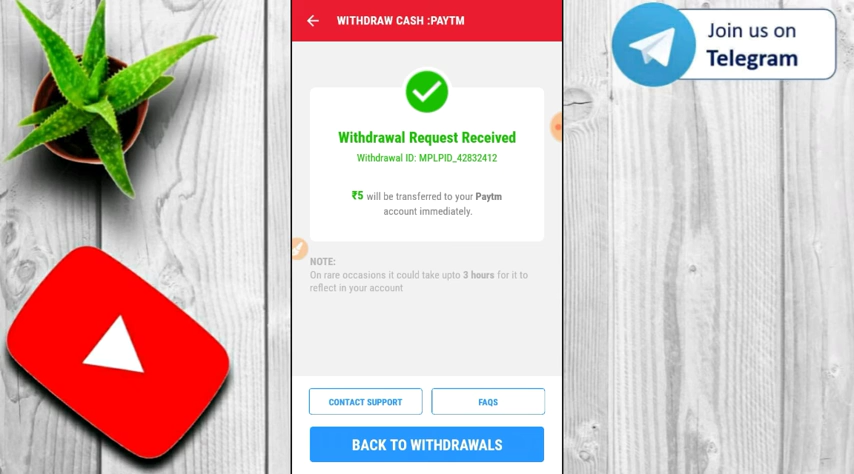 WITHDRAW CASH :PAYTM
Join us on
Telegram
Withdrawal Request Received
Withdrawal ID: MPLPID_42832412
₹5 will be transferred to your Paytm
account immediately.
NOTE:
On rare occasions it could take upto 3 hours for it to
reflect in your account
CONTACT SUPPORT
FAQS
BACK TO WITHDRAWALS